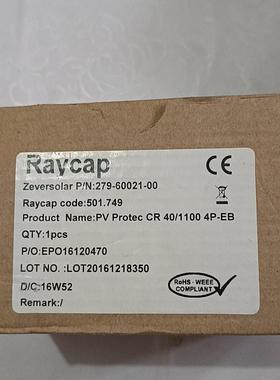 Raycap
Zeversolar P/N:279-60021-00
Raycap code:501.749
Product Name:PV Protec CR 40/1100 4P-EB
QTY:1pcs
P/O:EPO16120470
LOT NO. :LOT20161218350
D/C:16W52
Remark:/
RoHS - WEEE
COMPLIANT